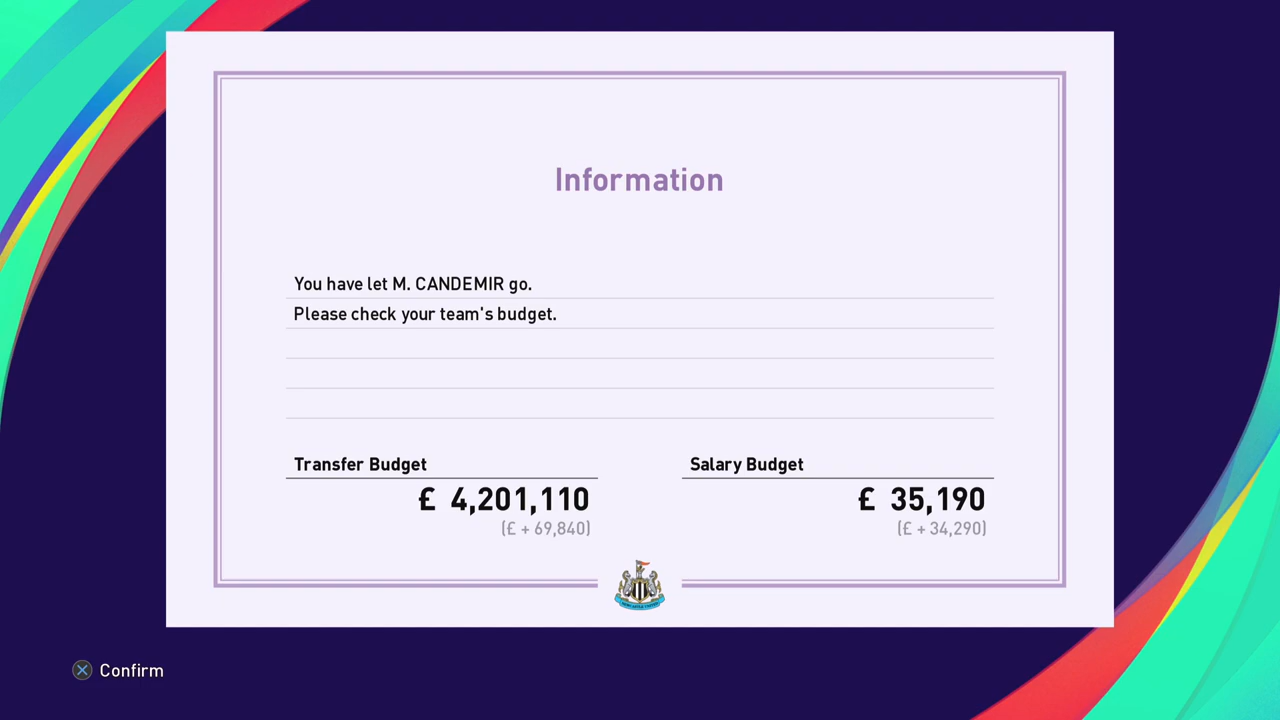 Information
You have let M. CANDEMIR go.
Please check your team's budget.
Transfer Budget
£ 4,201,110
(£ + 69,840)
Salary Budget
£ 35,190
(£ + 34,290)
Confirm